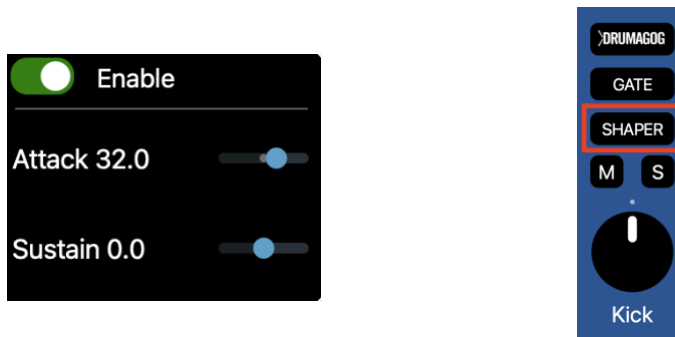 Enable
Attack 32.0
Sustain 0.0
DRUMAGOG
GATE
SHAPER
M S
Kick